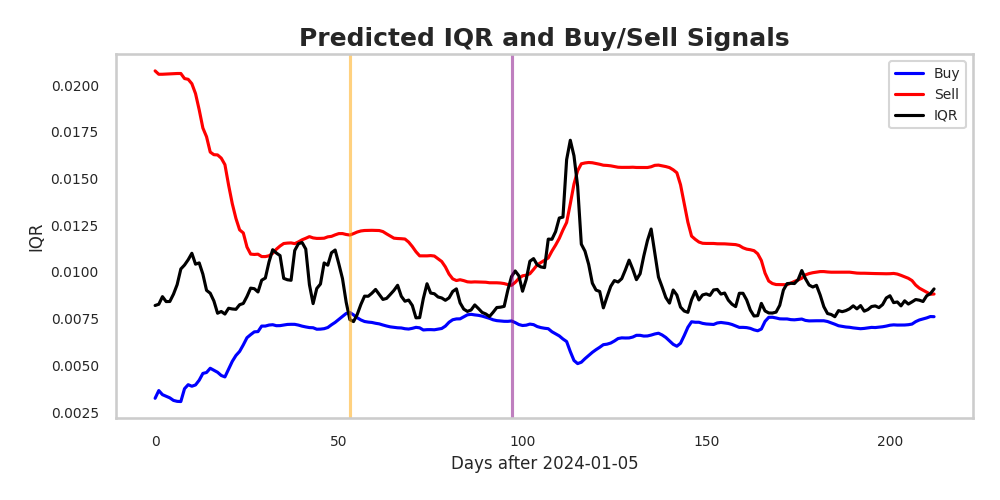 Predicted IQR and Buy/Sell Signals
Buy
Sell
IQR
0.0200
0.0175
0.0150
0.0125
0.0100
0.0075
0.0050
0.0025
IQR
0
50
100
150
200
Days after 2024-01-05